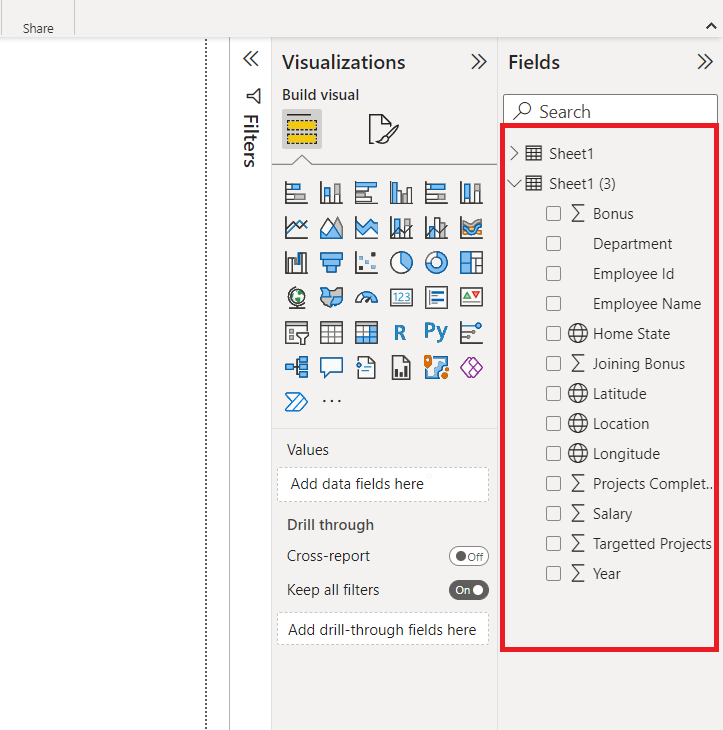 Share
Filters
Visualizations
Build visual
123
R
Py
...
Values
Add data fields here
Drill through
Cross-report
Off
Keep all filters
On
Add drill-through fields here
Fields
Search
Sheet1
Sheet1 (3)
Σ Bonus
Department
Employee Id
Employee Name
Home State
Σ Joining Bonus
Latitude
Location
Longitude
Σ Projects Complet...
Σ Salary
Σ Targetted Projects
Σ Year